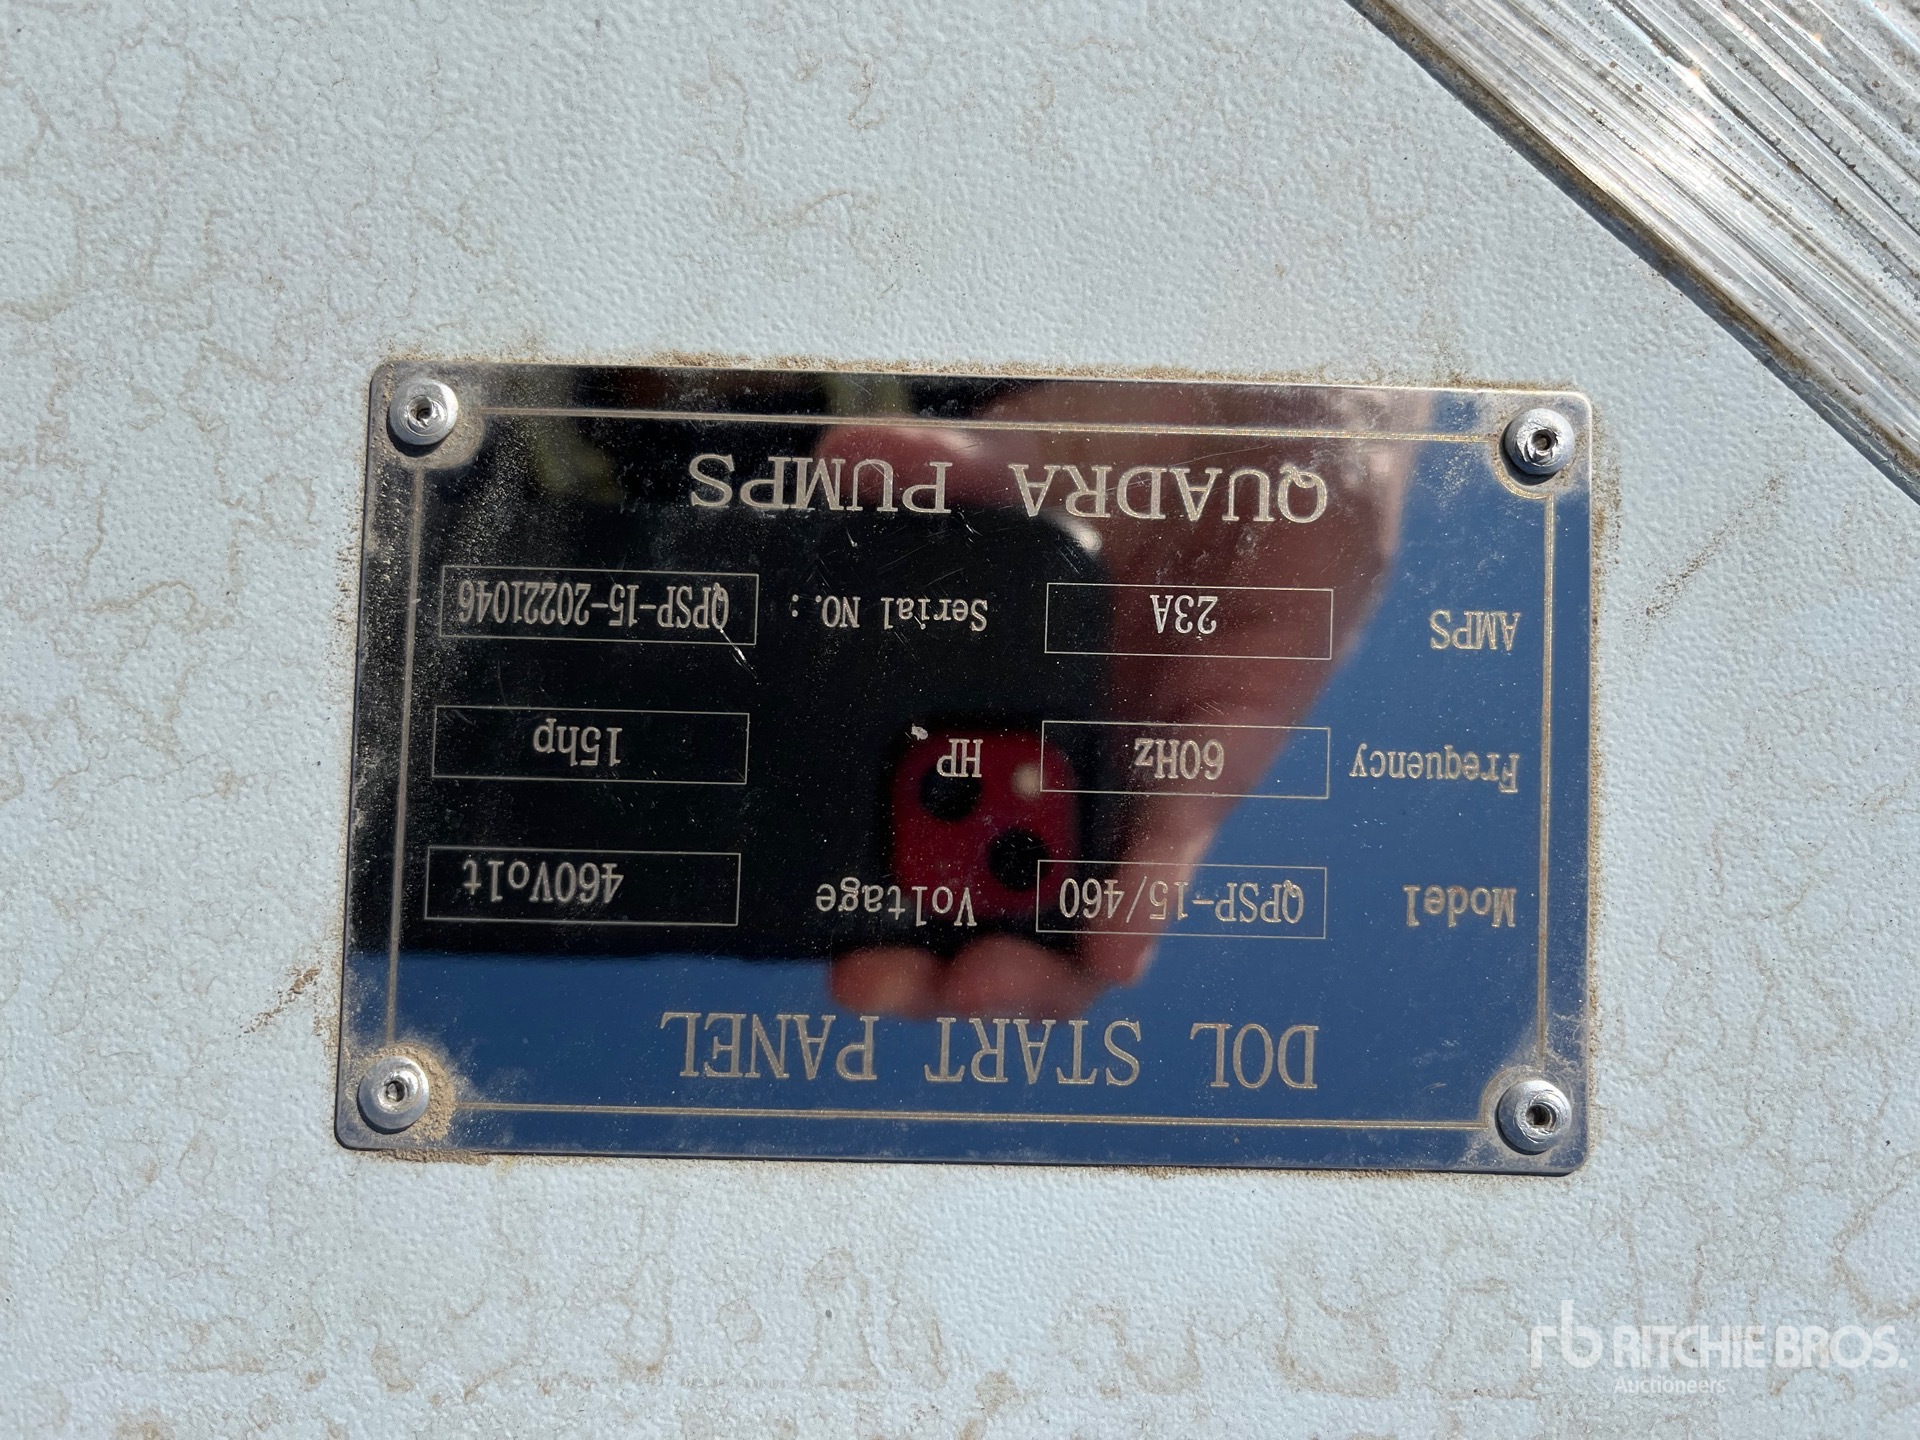 DOL START PANEL
Model QPSP-15/460 Voltage 460Volt
Frequency 60Hz HP 15hp
AMPS 23A Serial NO.: QPSP-15-20221046
QUADRA PUMPS
rb RITCHIE BROS.
Auctioneers